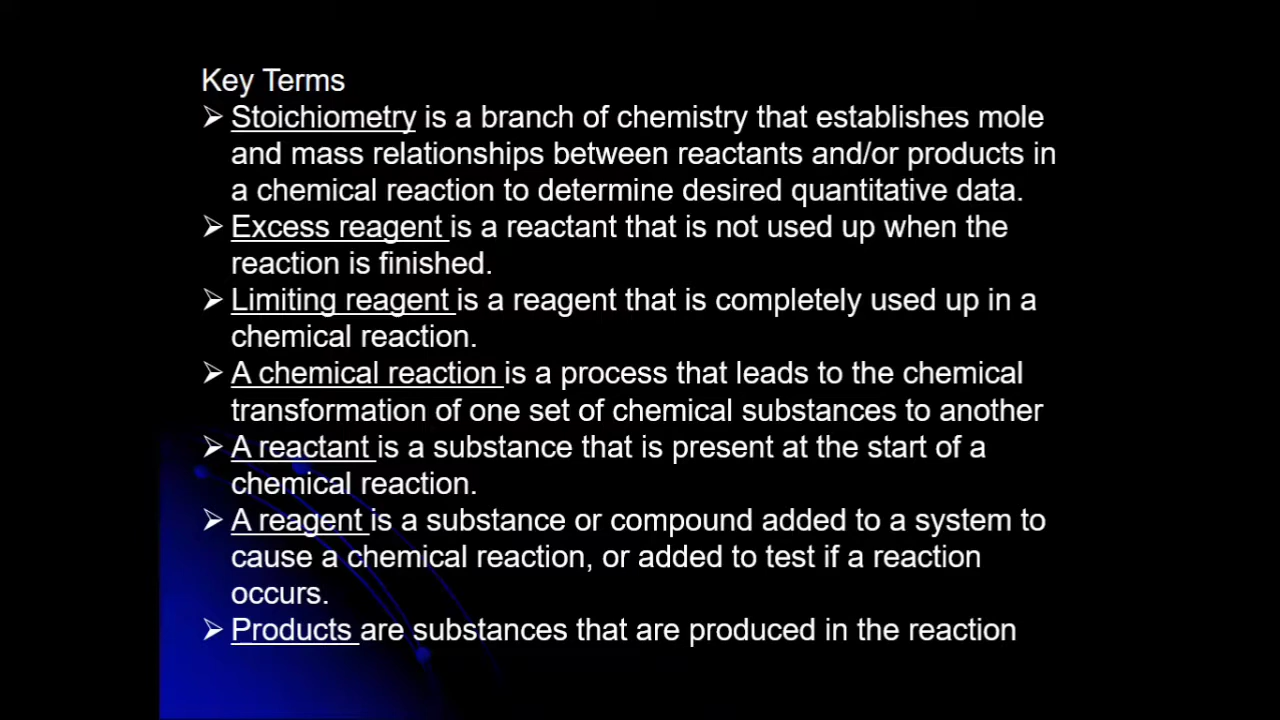 Key Terms
➢ Stoichiometry is a branch of chemistry that establishes mole
and mass relationships between reactants and/or products in
a chemical reaction to determine desired quantitative data.
➢ Excess reagent is a reactant that is not used up when the
reaction is finished.
➢ Limiting reagent is a reagent that is completely used up in a
chemical reaction.
➢ A chemical reaction is a process that leads to the chemical
transformation of one set of chemical substances to another
➢ A reactant is a substance that is present at the start of a
chemical reaction.
➢ A reagent is a substance or compound added to a system to
cause a chemical reaction, or added to test if a reaction
occurs.
➢ Products are substances that are produced in the reaction